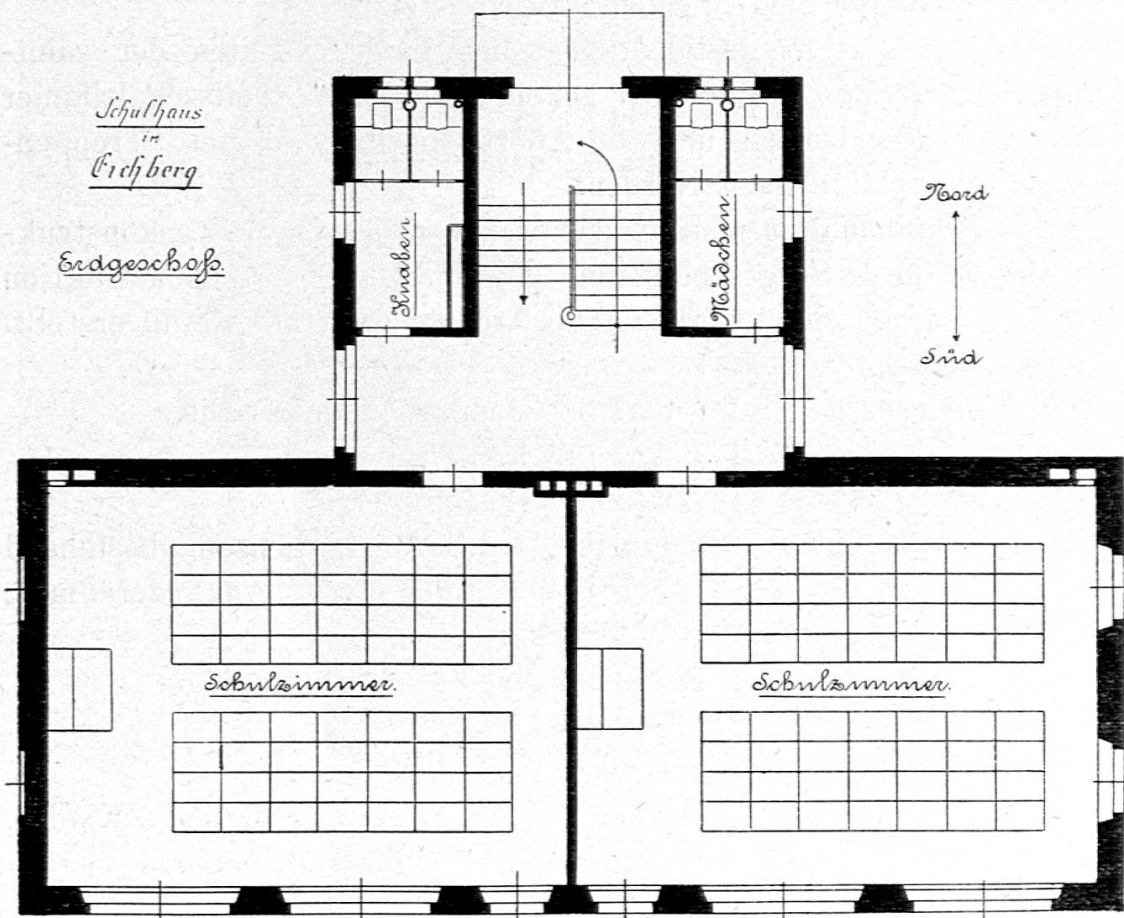 Schulhaus
in
Eichberg
Erdgeschoß.
Knaben
Mädchen.
Nord
Süd
Schulzimmer.
Schulzimmer.